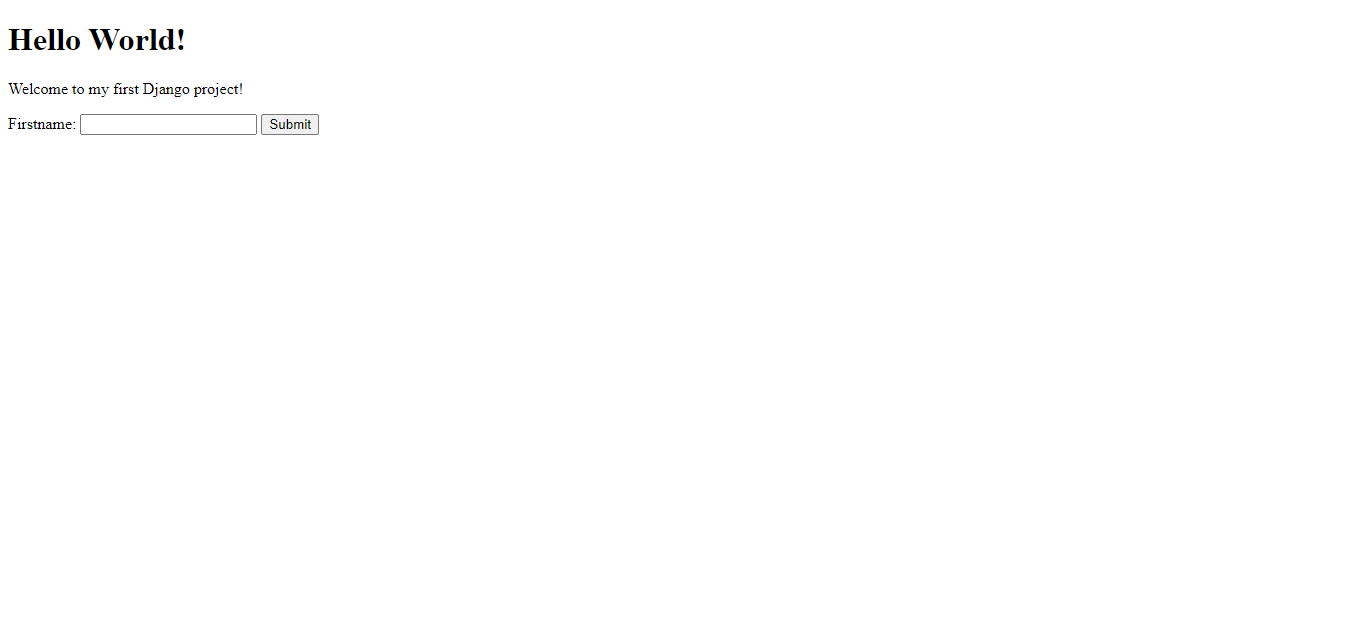 Hello World!
Welcome to my first Django project!
Firstname: Submit